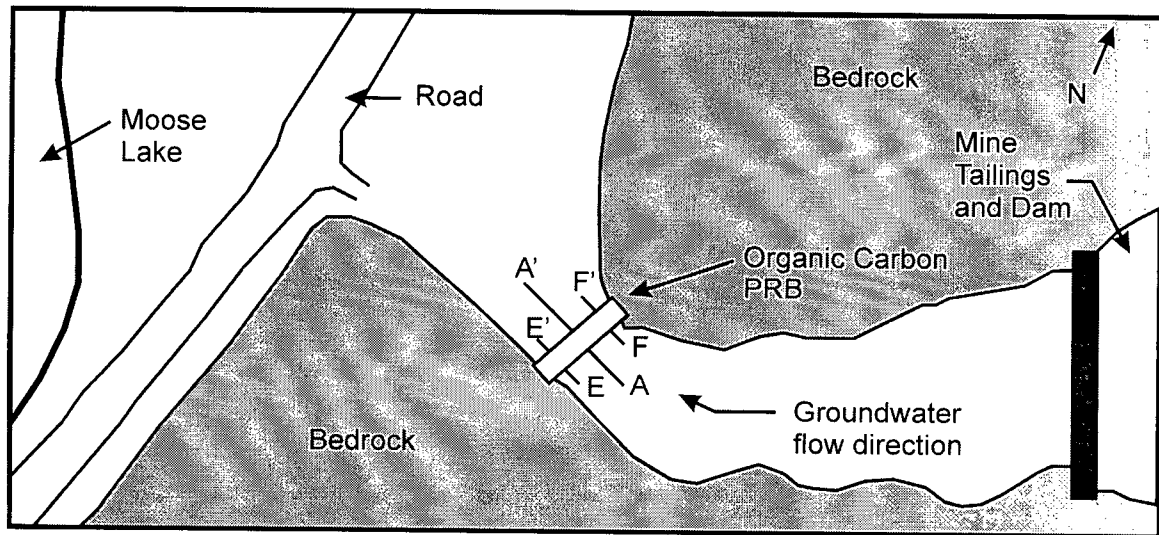 Moose
Lake
Road
Bedrock
N
Mine
Tailings
and Dam
Organic Carbon
PRB
A'
F'
E'
F
E
A
Groundwater
flow direction
Bedrock